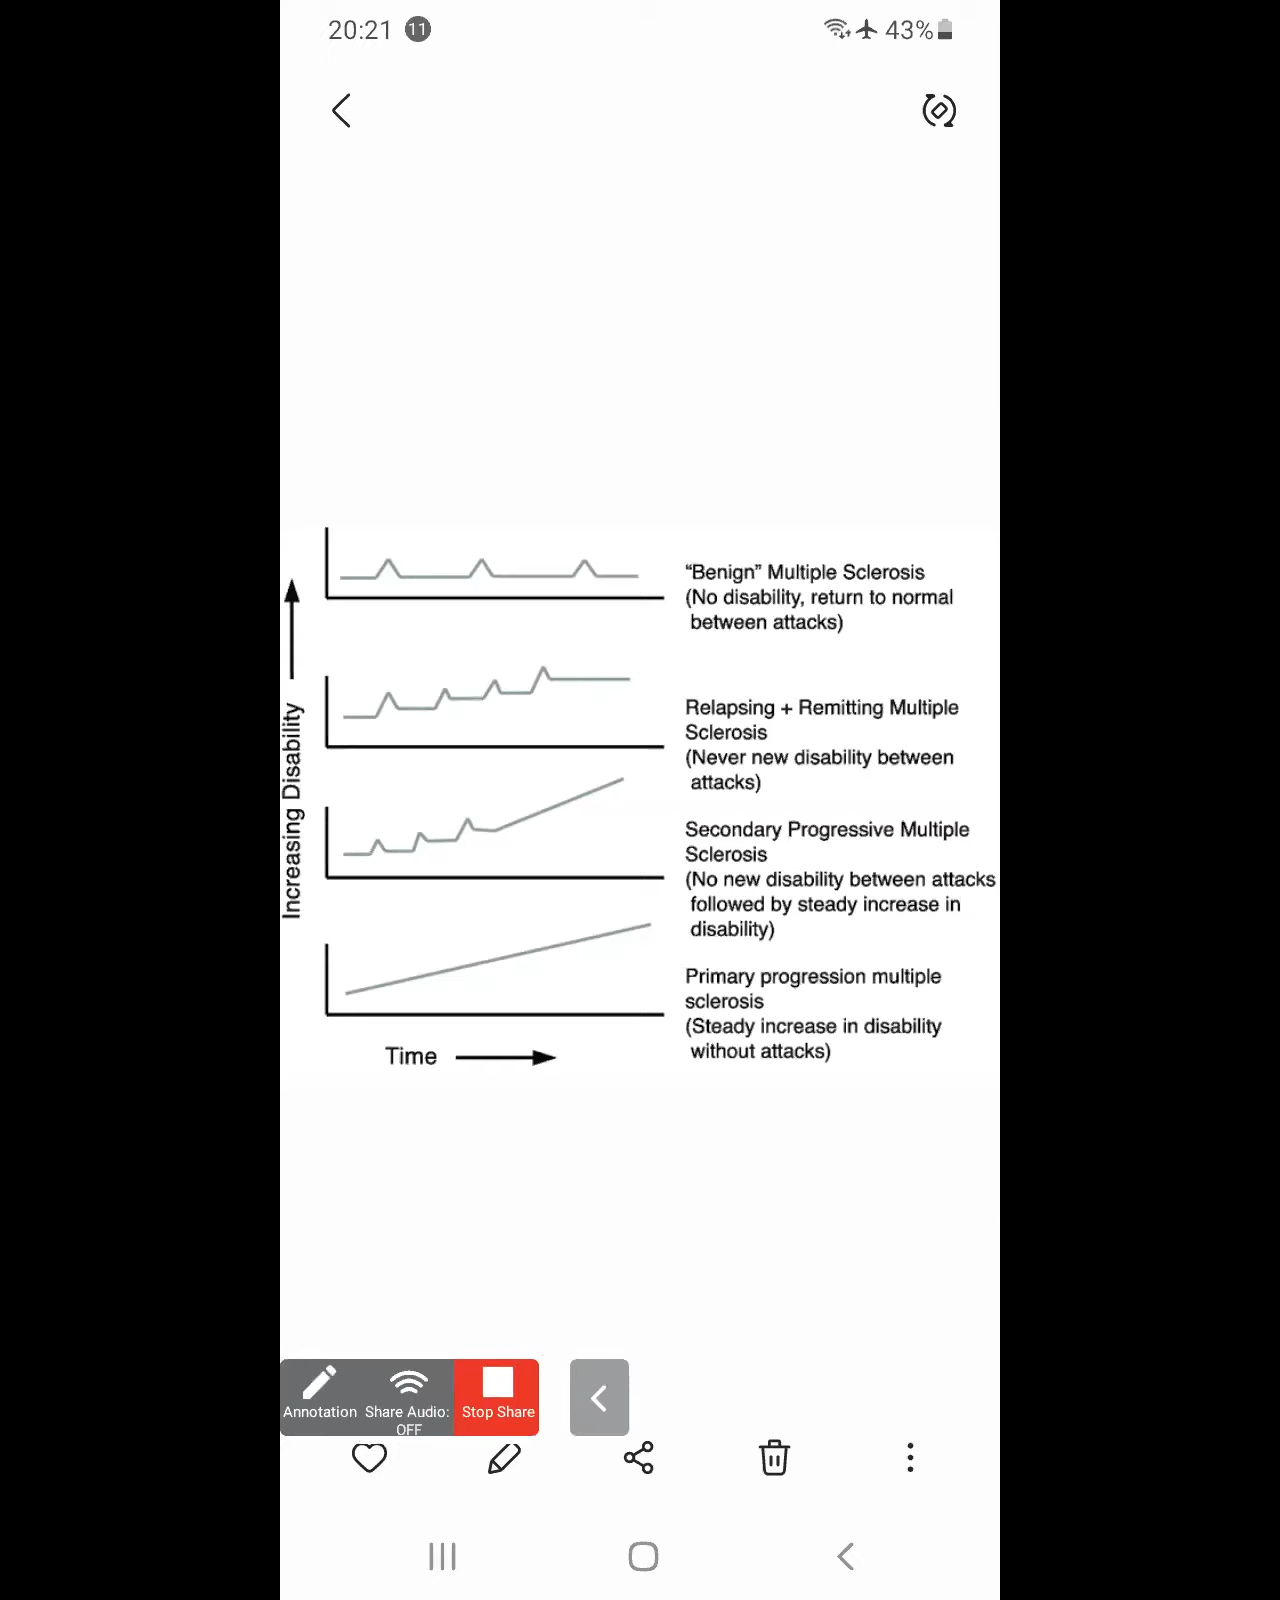 20:21 11 43%
Increasing Disability
“Benign” Multiple Sclerosis
(No disability, return to normal
between attacks)
Relapsing + Remitting Multiple
Sclerosis
(Never new disability between
attacks)
Secondary Progressive Multiple
Sclerosis
(No new disability between attacks
followed by steady increase in
disability)
Primary progression multiple
sclerosis
(Steady increase in disability
without attacks)
Time
Annotation Share Audio: Stop Share
OFF